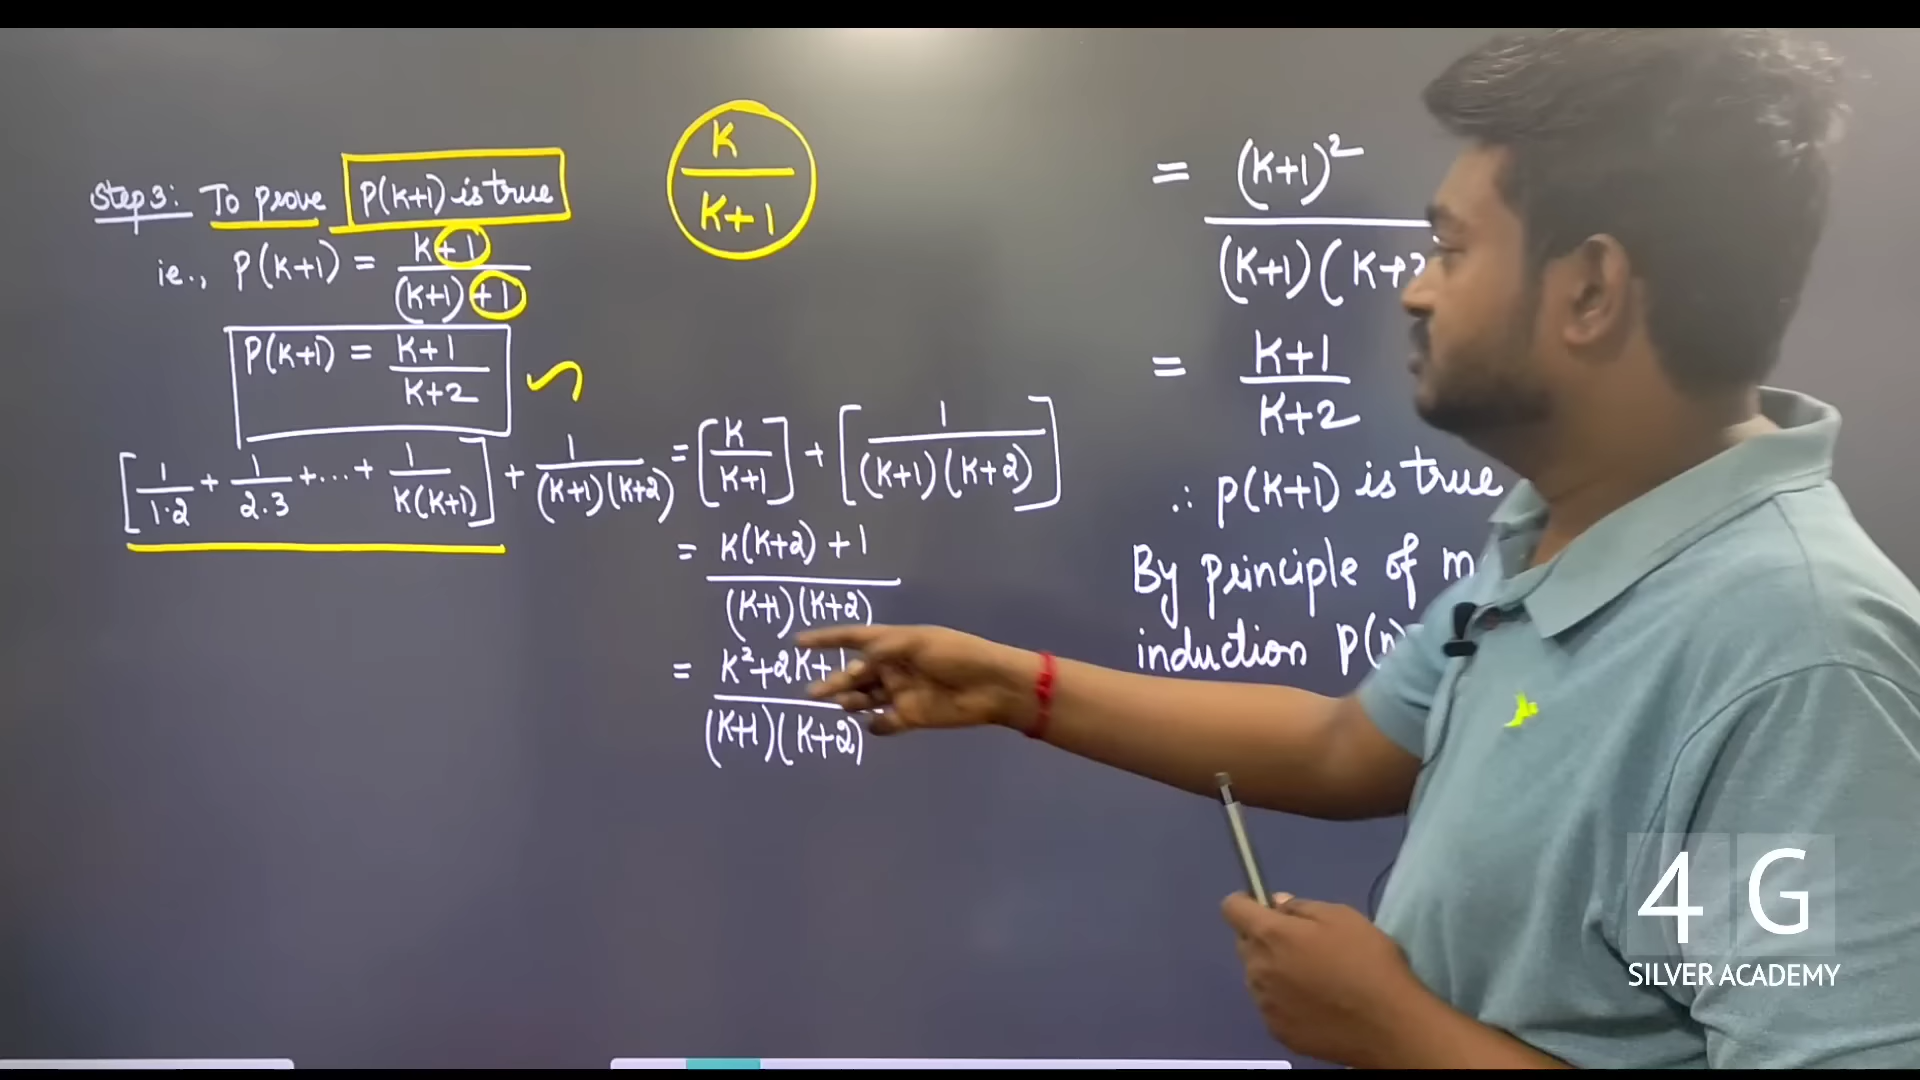 Step 3: To prove P(K+1) is true
ie., P(K+1) = K+1 / (K+1)+1
P(K+1) = K+1 / K+2
K / K+1
[1/1·2 + 1/2.3 +...+ 1/K(K+1)] + 1/(K+1)(K+2) = [K/K+1] + [1/(K+1)(K+2)]
= K(K+2)+1 / (K+1)(K+2)
= K²+2K+1 / (K+1)(K+2)
= (K+1)² / (K+1)(K+2
= K+1 / K+2
∴ P(K+1) is true
By principle of m
induction P(n)
4 G
SILVER ACADEMY